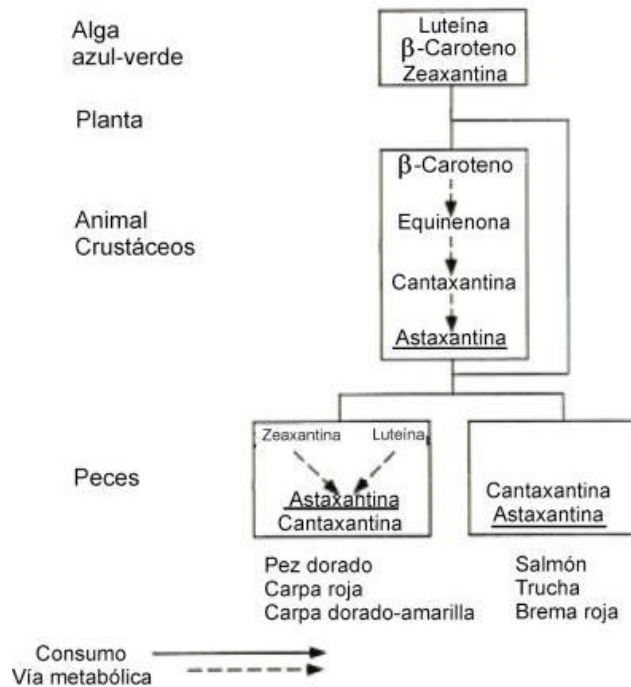 Alga
azul-verde
Luteína
β-Caroteno
Zeaxantina
Planta
Animal
Crustáceos
β-Caroteno
Equinenona
Cantaxantina
Astaxantina
Peces
Zeaxantina Luteína
Astaxantina
Cantaxantina
Cantaxantina
Astaxantina
Pez dorado
Carpa roja
Carpa dorado-amarilla
Salmón
Trucha
Brema roja
Consumo
Vía metabólica